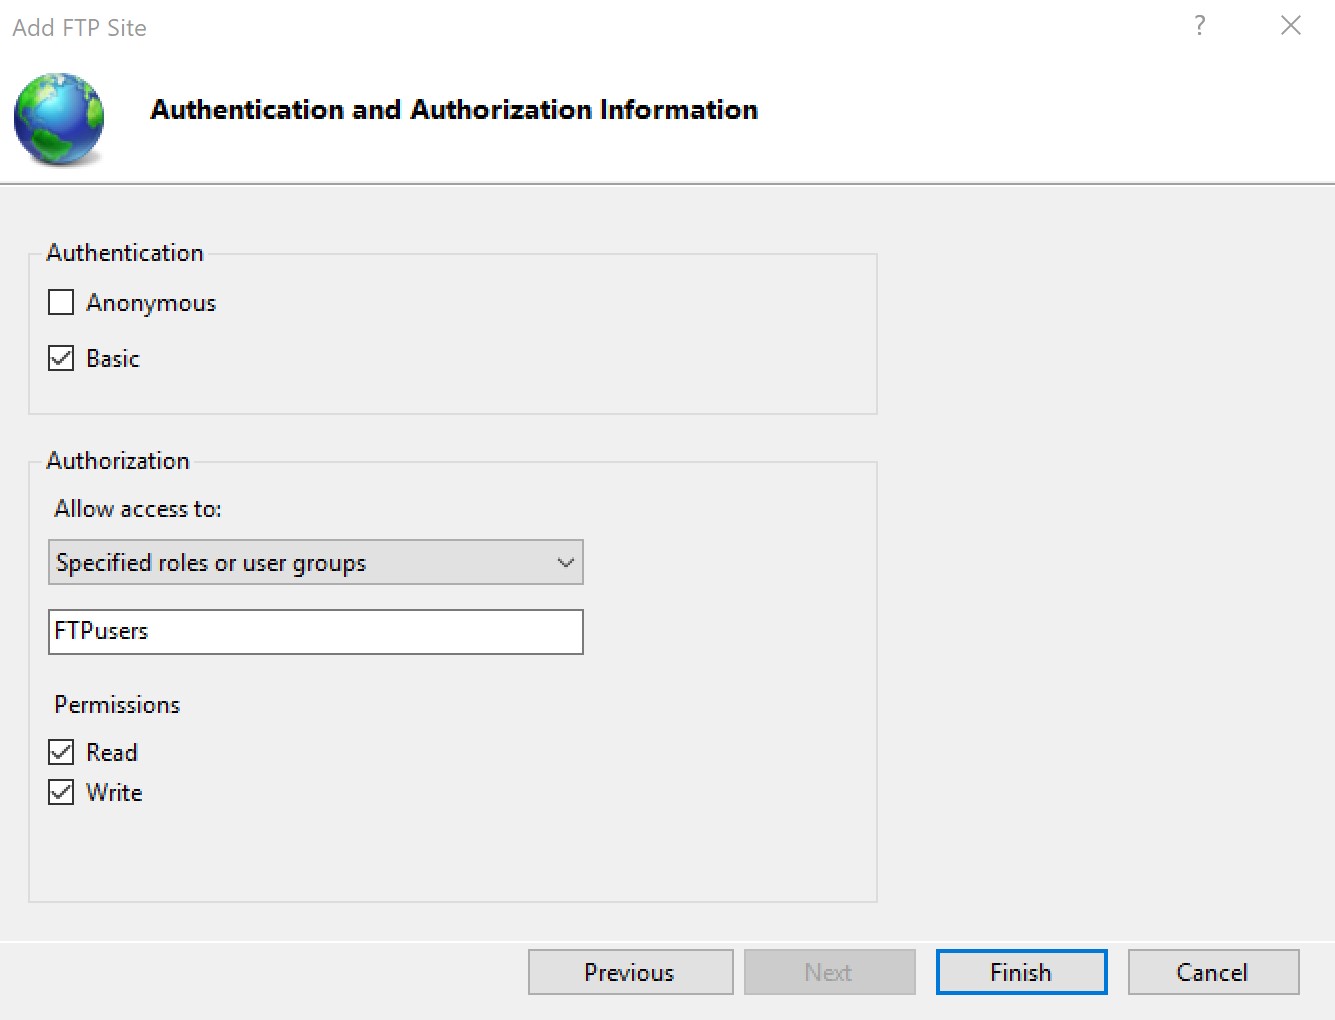 Add FTP Site
?
Authentication and Authorization Information
Authentication
Anonymous
Basic
Authorization
Allow access to:
Specified roles or user groups
FTPusers
Permissions
Read
Write
Previous Next Finish Cancel